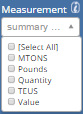 Measurement i
summary ...
[Select All]
MTONS
Pounds
Quantity
TEUS
Value